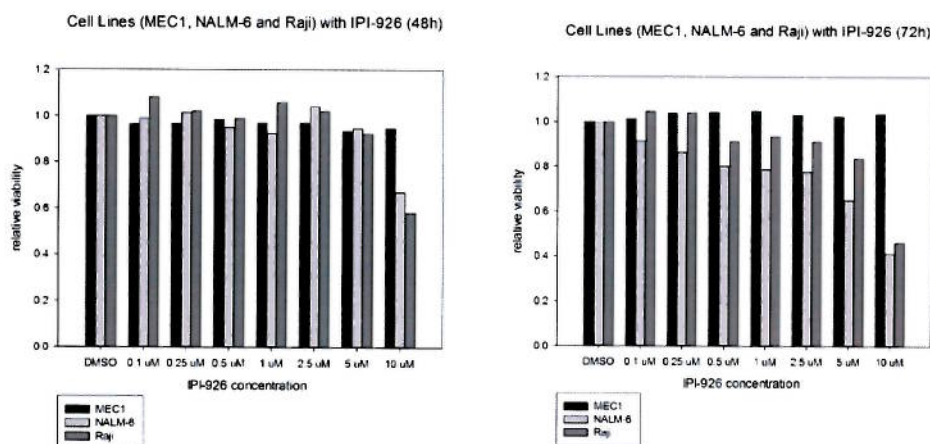 Cell Lines (MEC1, NALM-6 and Raji) with IPI-926 (48h)
1.2
1.0
0.8
0.6
0.4
0.2
0.0
relative viability
DMSO 0.1 uM 0.25 uM 0.5 uM 1 uM 2.5 uM 5 uM 10 uM
IPI-926 concentration
MEC1
NALM-6
Raji
Cell Lines (MEC1, NALM-6 and Raji) with IPI-926 (72h)
1.2
1.0
0.8
0.6
0.4
0.2
0.0
relative viability
DMSO 0.1 uM 0.25 uM 0.5 uM 1 uM 2.5 uM 5 uM 10 uM
IPI-926 concentration
MEC1
NALM-6
Raji